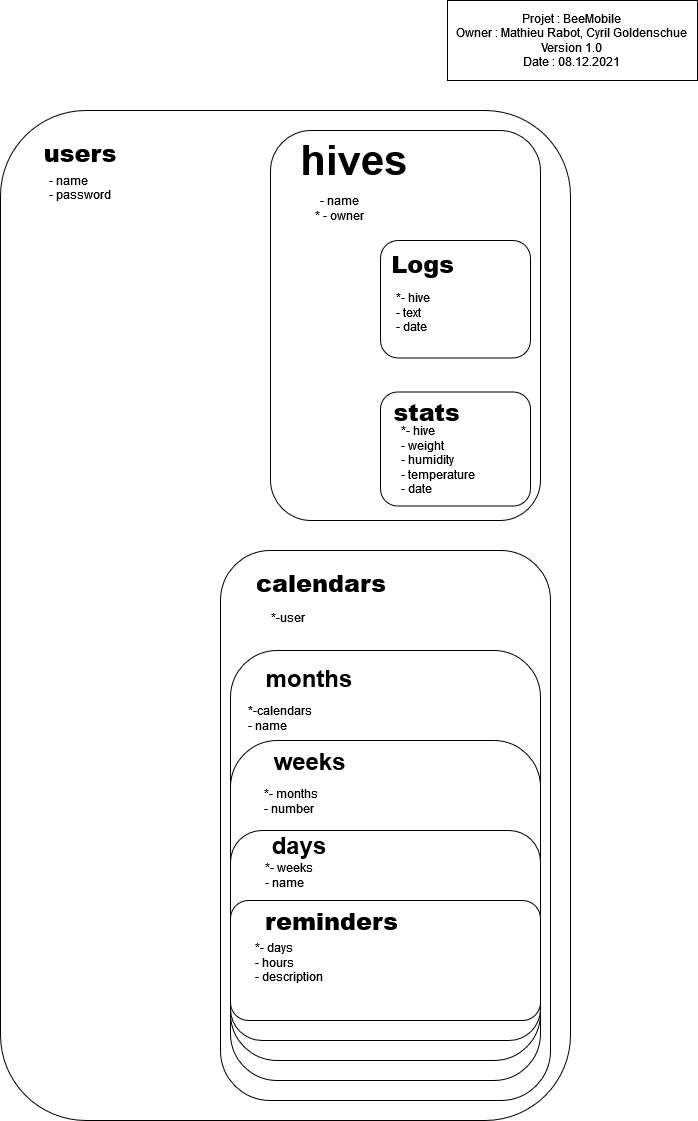 Projet : BeeMobile
Owner : Mathieu Rabot, Cyril Goldenschue
Version 1.0
Date : 08.12.2021
users
- name
- password
hives
- name
* - owner
Logs
*- hive
- text
- date
stats
*- hive
- weight
- humidity
- temperature
- date
calendars
*-user
months
*-calendars
- name
weeks
*- months
- number
days
*- weeks
- name
reminders
*- days
- hours
- description